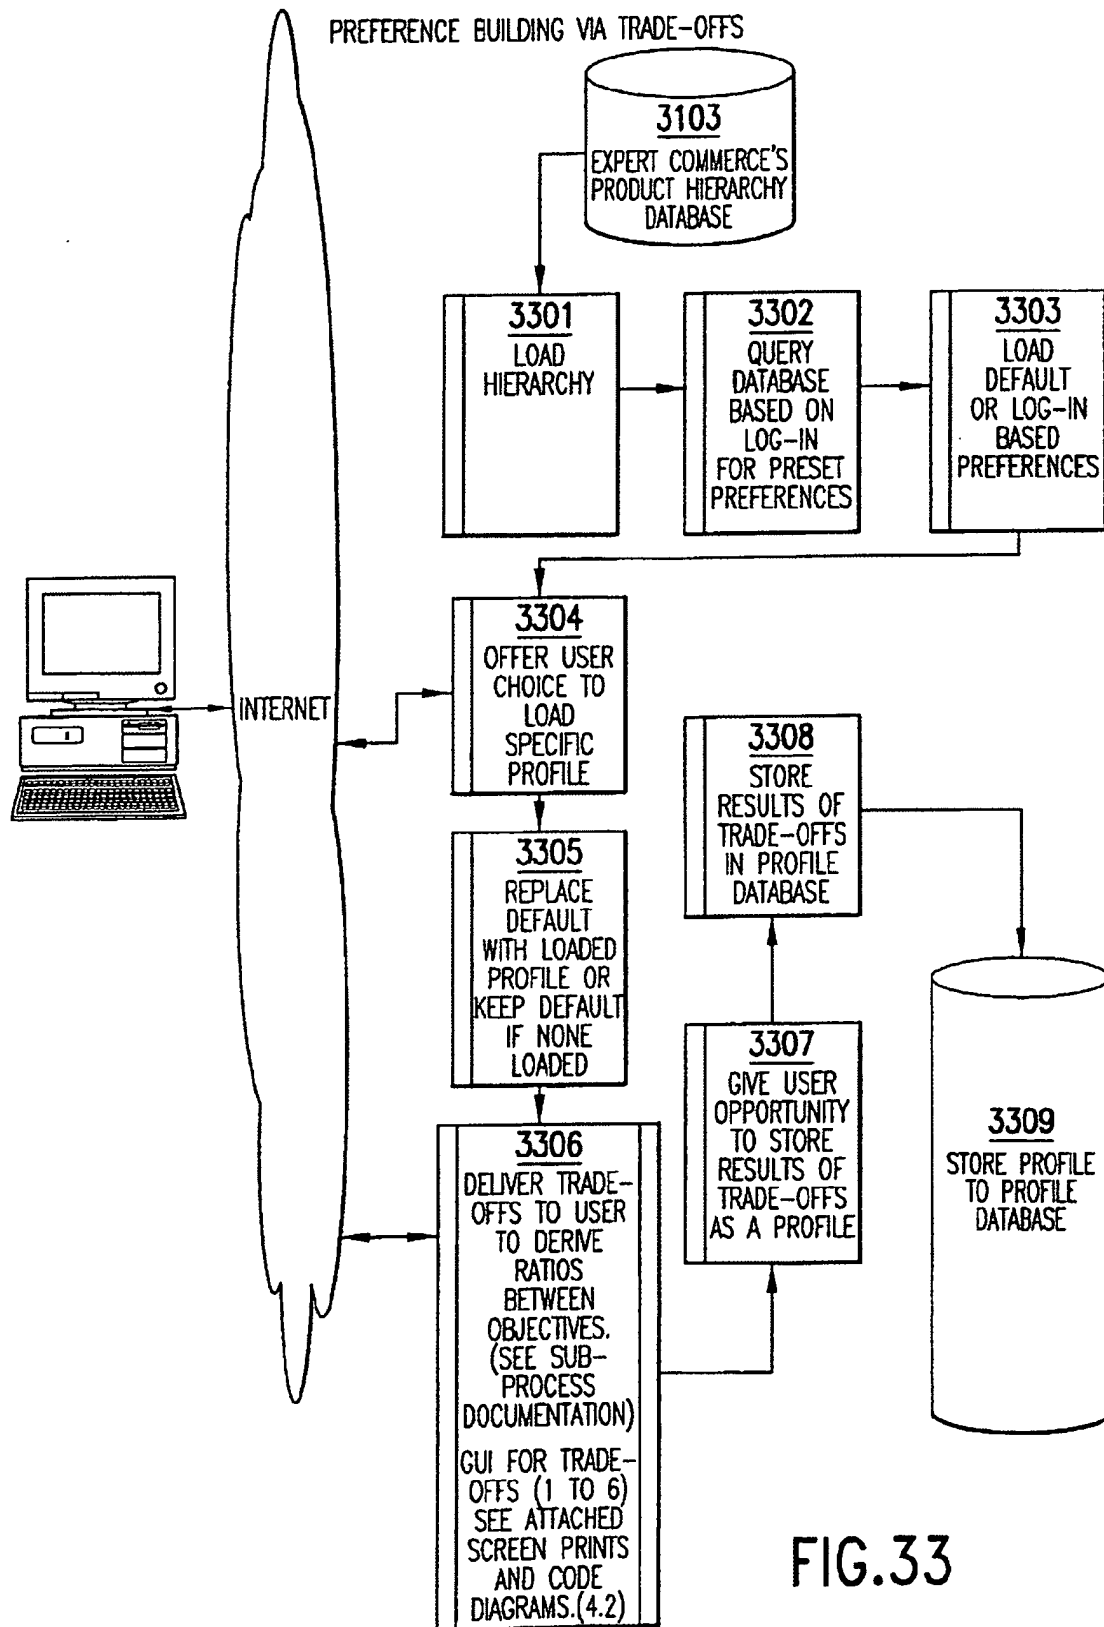 PREFERENCE BUILDING VIA TRADE-OFFS
3103
EXPERT COMMERCE'S
PRODUCT HIERARCHY
DATABASE
3301
LOAD
HIERARCHY
3302
QUERY
DATABASE
BASED ON
LOG-IN
FOR PRESET
PREFERENCES
3303
LOAD
DEFAULT
OR LOG-IN
BASED
PREFERENCES
INTERNET
3304
OFFER USER
CHOICE TO
LOAD
SPECIFIC
PROFILE
3305
REPLACE
DEFAULT
WITH LOADED
PROFILE OR
KEEP DEFAULT
IF NONE
LOADED
3306
DELIVER TRADE-
OFFS TO USER
TO DERIVE
RATIOS
BETWEEN
OBJECTIVES.
(SEE SUB-
PROCESS
DOCUMENTATION)
GUI FOR TRADE-
OFFS (1 TO 6)
SEE ATTACHED
SCREEN PRINTS
AND CODE
DIAGRAMS.(4.2)
3307
GIVE USER
OPPORTUNITY
TO STORE
RESULTS OF
TRADE-OFFS
AS A PROFILE
3308
STORE
RESULTS OF
TRADE-OFFS
IN PROFILE
DATABASE
3309
STORE PROFILE
TO PROFILE
DATABASE
FIG.33